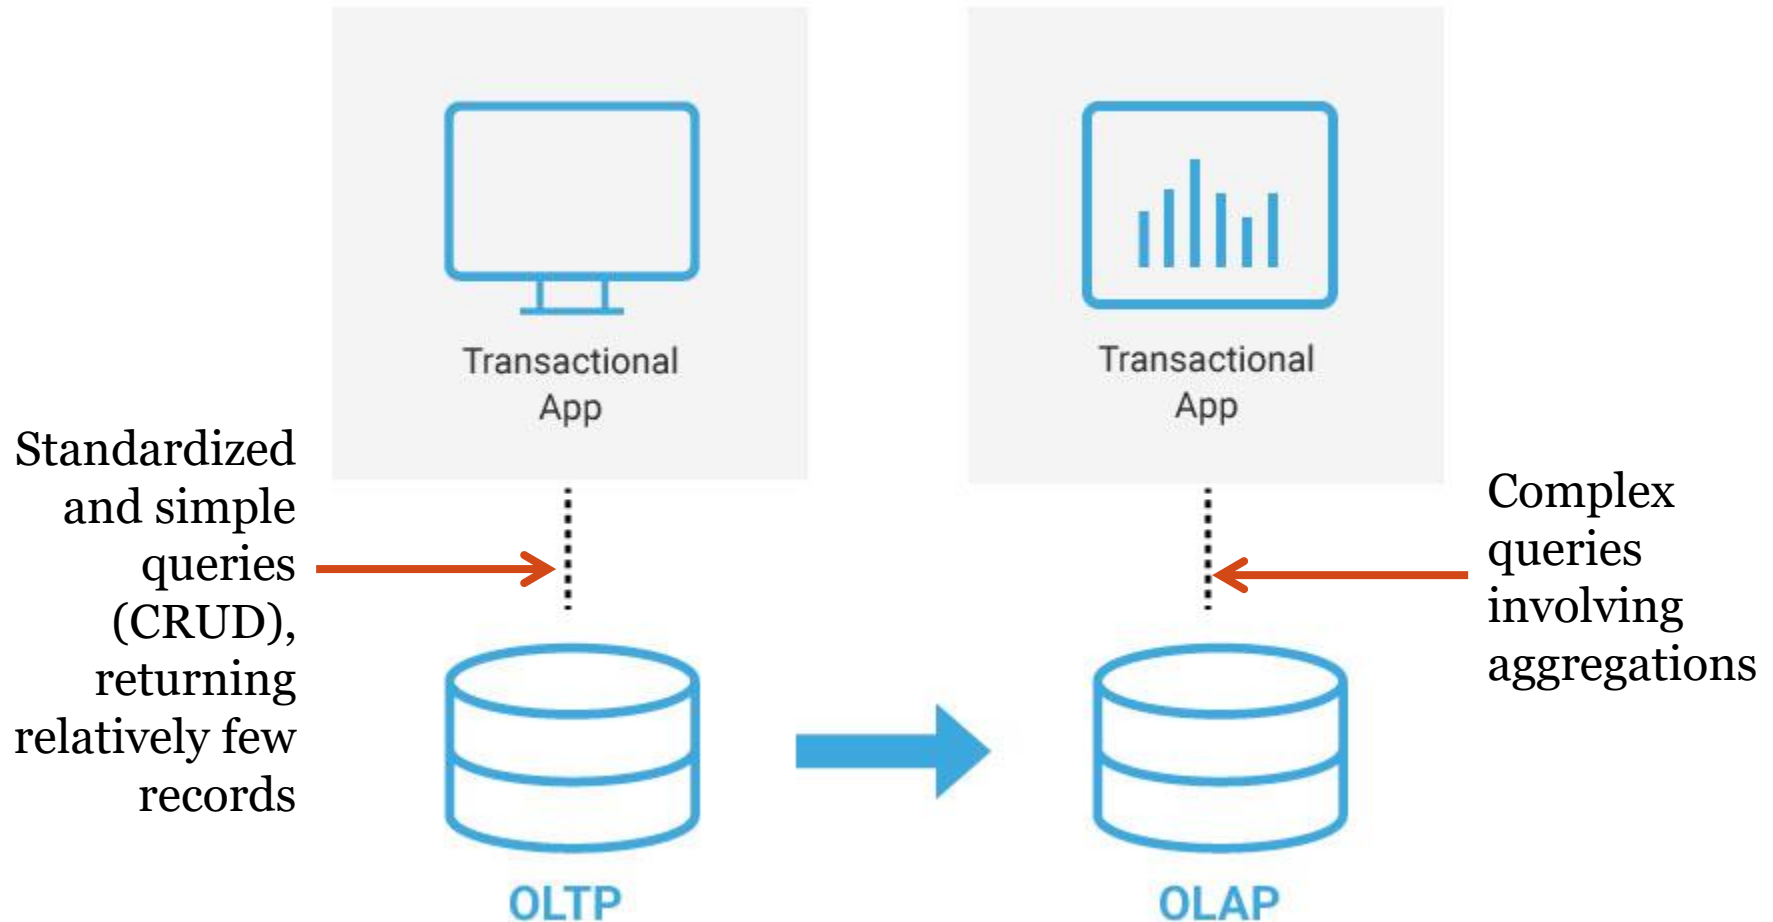 Transactional
App
Transactional
App
Standardized
and simple
queries
(CRUD),
returning
relatively few
records
Complex
queries
involving
aggregations
OLTP
OLAP